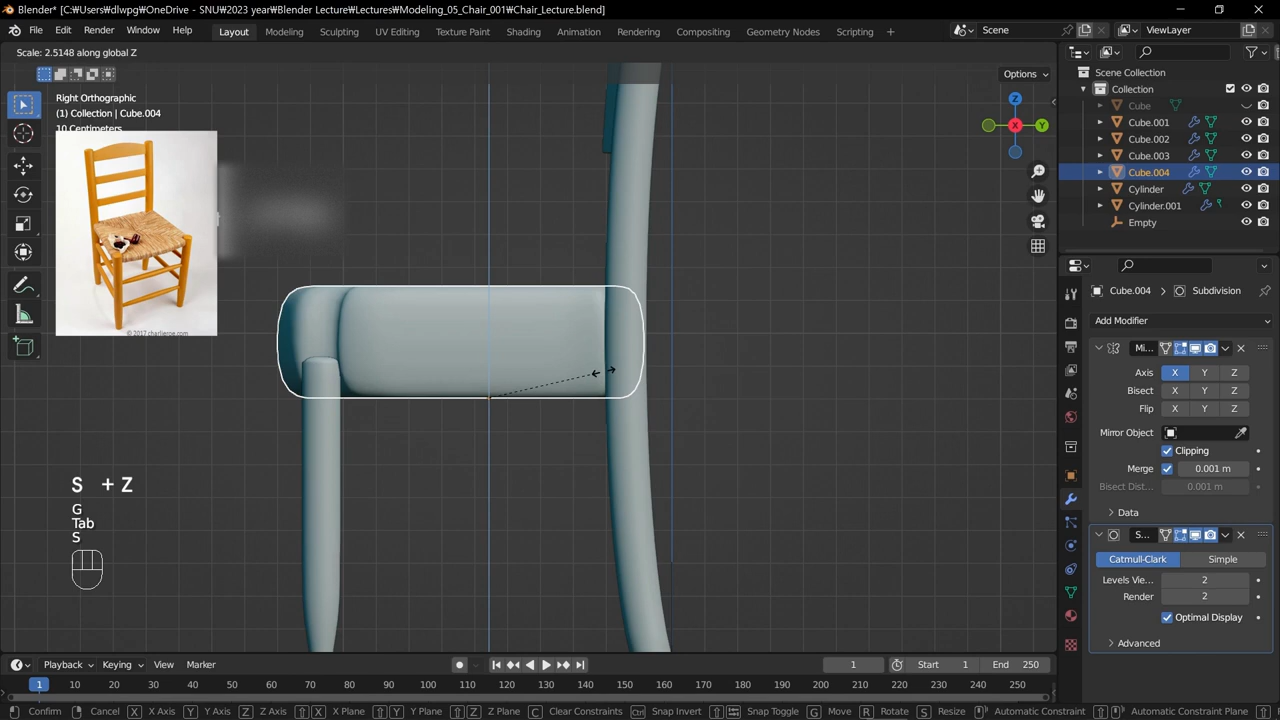 Blender* [C:₩Users₩dlwpg₩OneDrive - SNU₩2023 year₩Blender Lecture₩Lectures₩Modeling_05_Chair_001₩Chair_Lecture.blend]
File Edit Render Window Help Layout Modeling Sculpting UV Editing Texture Paint Shading Animation Rendering Compositing Geometry Nodes Scripting + Scene ViewLayer
Scale: 2.5148 along global Z
Options
Right Orthographic
(1) Collection | Cube.004
10 Centimeters
© 2017 charlieroe.com
Z
X
Y
S + Z
G
Tab
S
Scene Collection
Collection
Cube
Cube.001
Cube.002
Cube.003
Cube.004
Cylinder
Cylinder.001
Empty
Cube.004 > Subdivision
Add Modifier
Mi...
Axis X Y Z
Bisect X Y Z
Flip X Y Z
Mirror Object
Clipping
Merge 0.001 m
Bisect Dist... 0.001 m
Data
S...
Catmull-Clark Simple
Levels Vie... 2
Render 2
Optimal Display
Advanced
Playback Keying View Marker 1 Start 1 End 250
1 10 20 30 40 50 60 70 80 90 100 110 120 130 140 150 160 170 180 190 200 210 220 230 240 250
Confirm Cancel X X Axis Y Y Axis Z Z Axis X X Plane Y Y Plane Z Z Plane C Clear Constraints Snap Invert Snap Toggle G Move R Rotate S Resize Automatic Constraint Automatic Constraint Plane